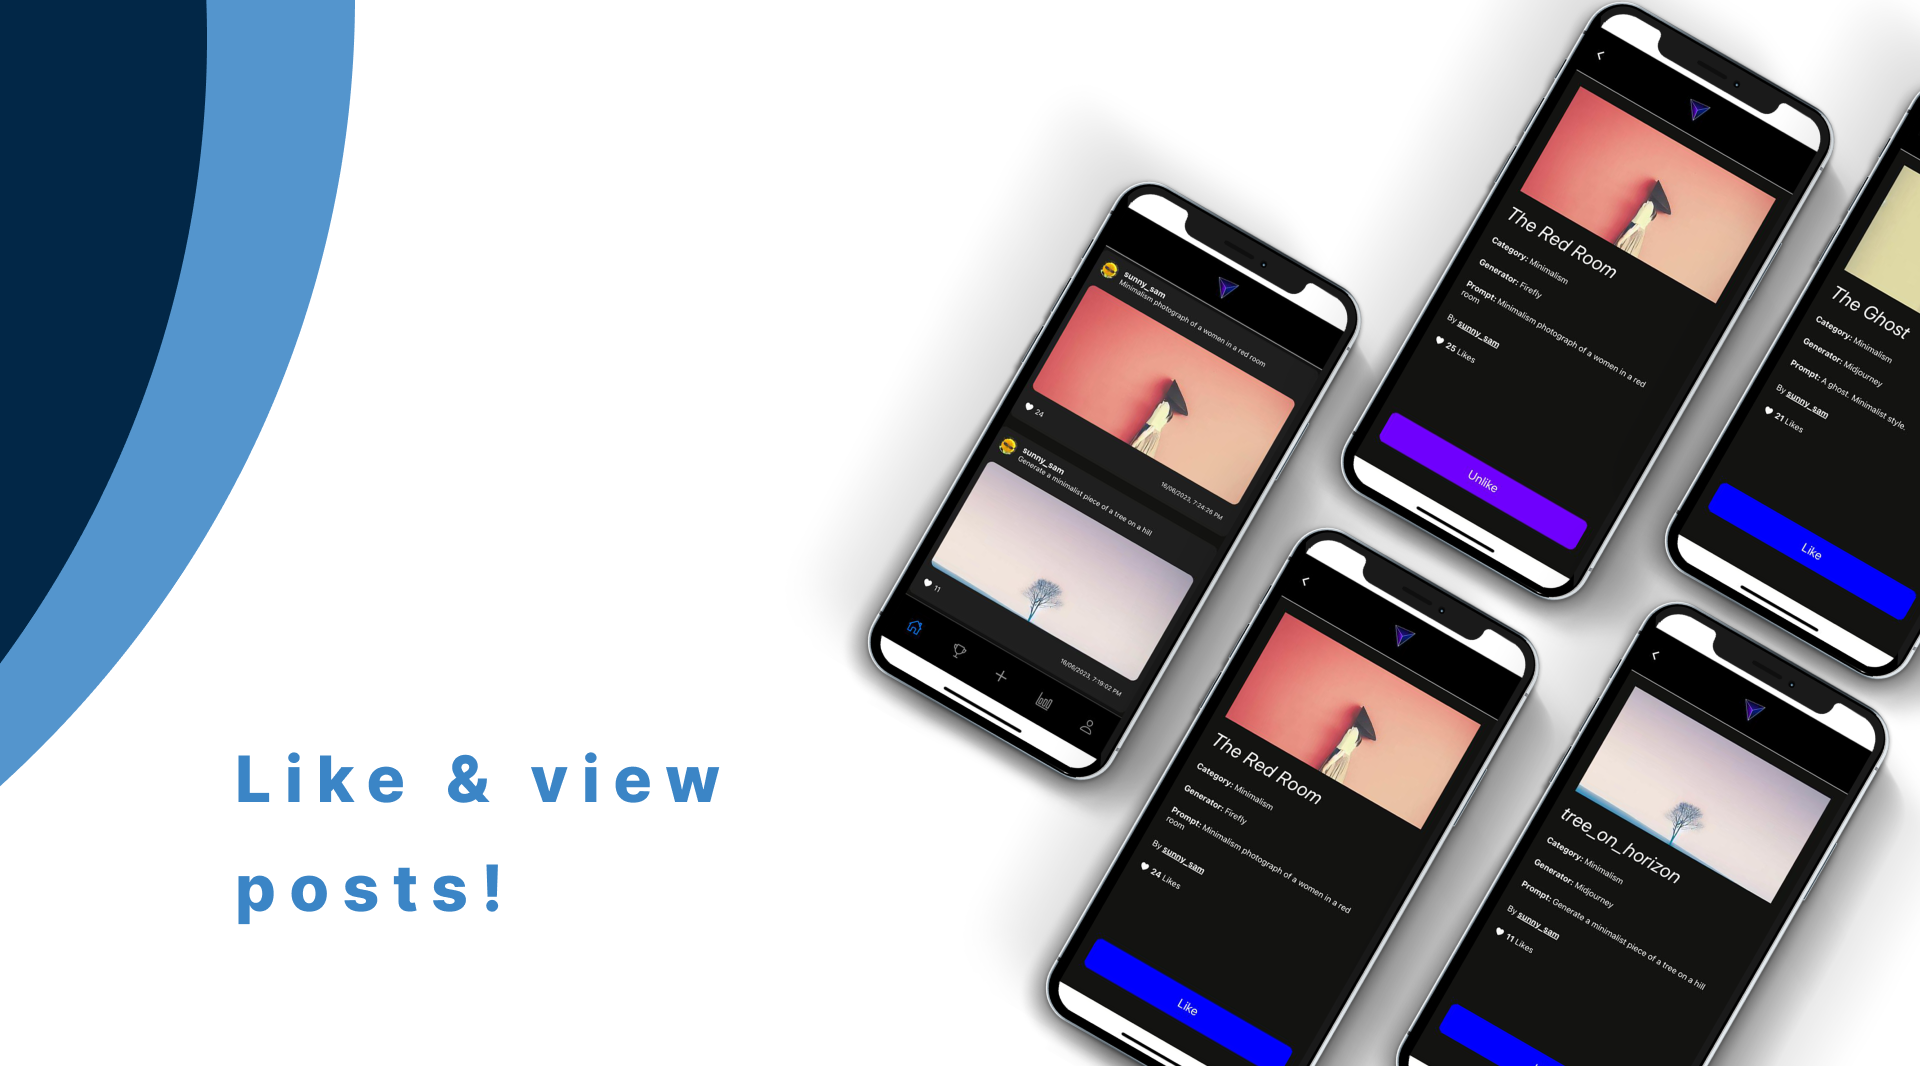 Like & view
posts!
sunny_sam
Minimalism photograph of a women in a red room
24
16/06/2023, 7:24:26 PM
sunny_sam
Generate a minimalist piece of a tree on a hill
11
16/06/2023, 7:19:02 PM
The Red Room
Category: Minimalism
Generator: Firefly
Prompt: Minimalism photograph of a women in a red
room
By sunny_sam
25 Likes
Unlike
The Ghost
Category: Minimalism
Generator: Midjourney
Prompt: A ghost. Minimalist style.
By sunny_sam
21 Likes
Like
The Red Room
Category: Minimalism
Generator: Firefly
Prompt: Minimalism photograph of a women in a red
room
By sunny_sam
24 Likes
Like
tree_on_horizon
Category: Minimalism
Generator: Midjourney
Prompt: Generate a minimalist piece of a tree on a hill
By sunny_sam
11 Likes